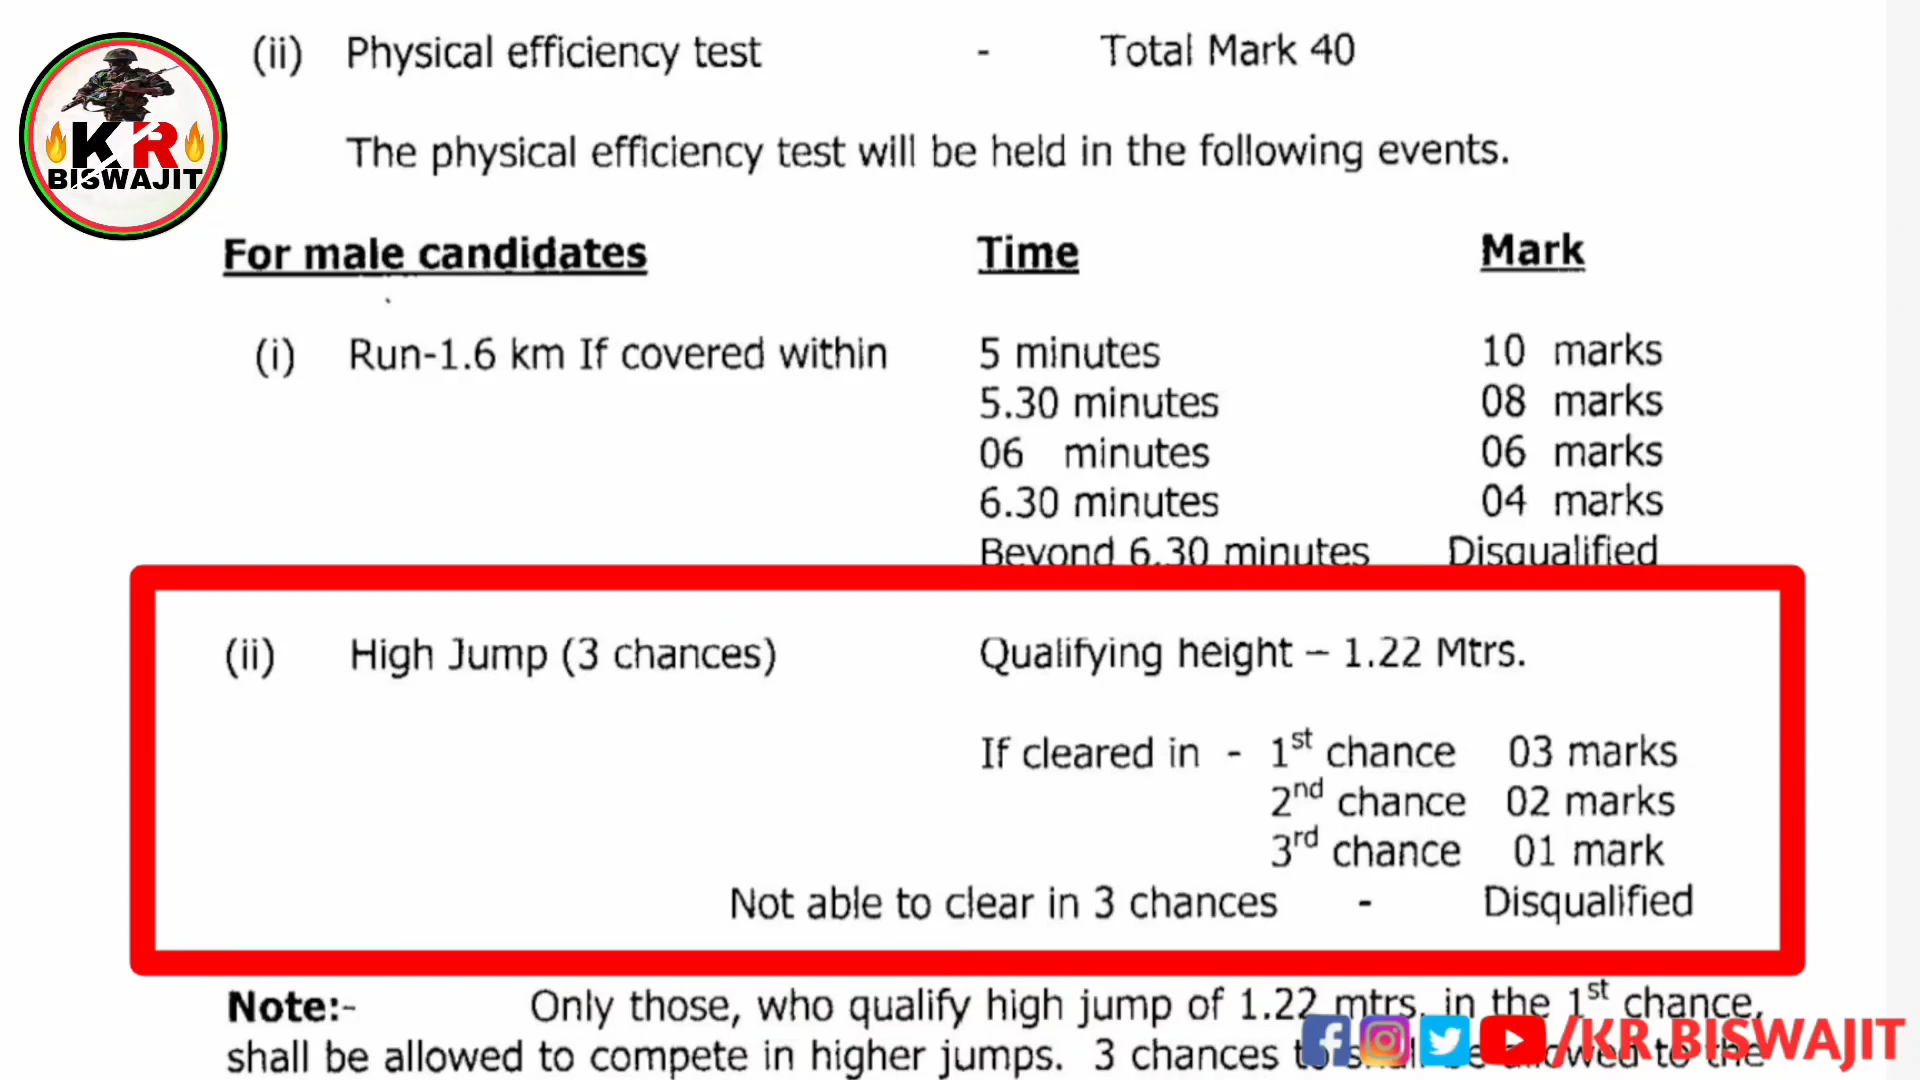 (ii) Physical efficiency test - Total Mark 40
KR
BISWAJIT
The physical efficiency test will be held in the following events.
For male candidates Time Mark
(i) Run-1.6 km If covered within 5 minutes 10 marks
5.30 minutes 08 marks
06 minutes 06 marks
6.30 minutes 04 marks
Beyond 6.30 minutes Disqualified
(ii) High Jump (3 chances) Qualifying height – 1.22 Mtrs.
If cleared in - 1st chance 03 marks
2nd chance 02 marks
3rd chance 01 mark
Not able to clear in 3 chances - Disqualified
Note:- Only those, who qualify high jump of 1.22 mtrs. in the 1st chance,
shall be allowed to compete in higher jumps. 3 chances
/KR BISWAJIT